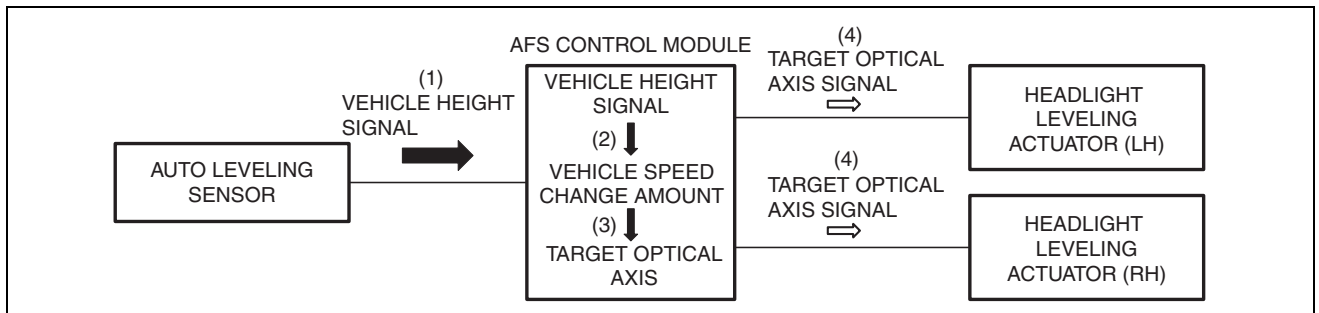 AFS CONTROL MODULE
(1)
VEHICLE HEIGHT
SIGNAL
AUTO LEVELING
SENSOR
VEHICLE HEIGHT
SIGNAL
(2)
VEHICLE SPEED
CHANGE AMOUNT
(3)
TARGET OPTICAL
AXIS
(4)
TARGET OPTICAL
AXIS SIGNAL
HEADLIGHT
LEVELING
ACTUATOR (LH)
(4)
TARGET OPTICAL
AXIS SIGNAL
HEADLIGHT
LEVELING
ACTUATOR (RH)